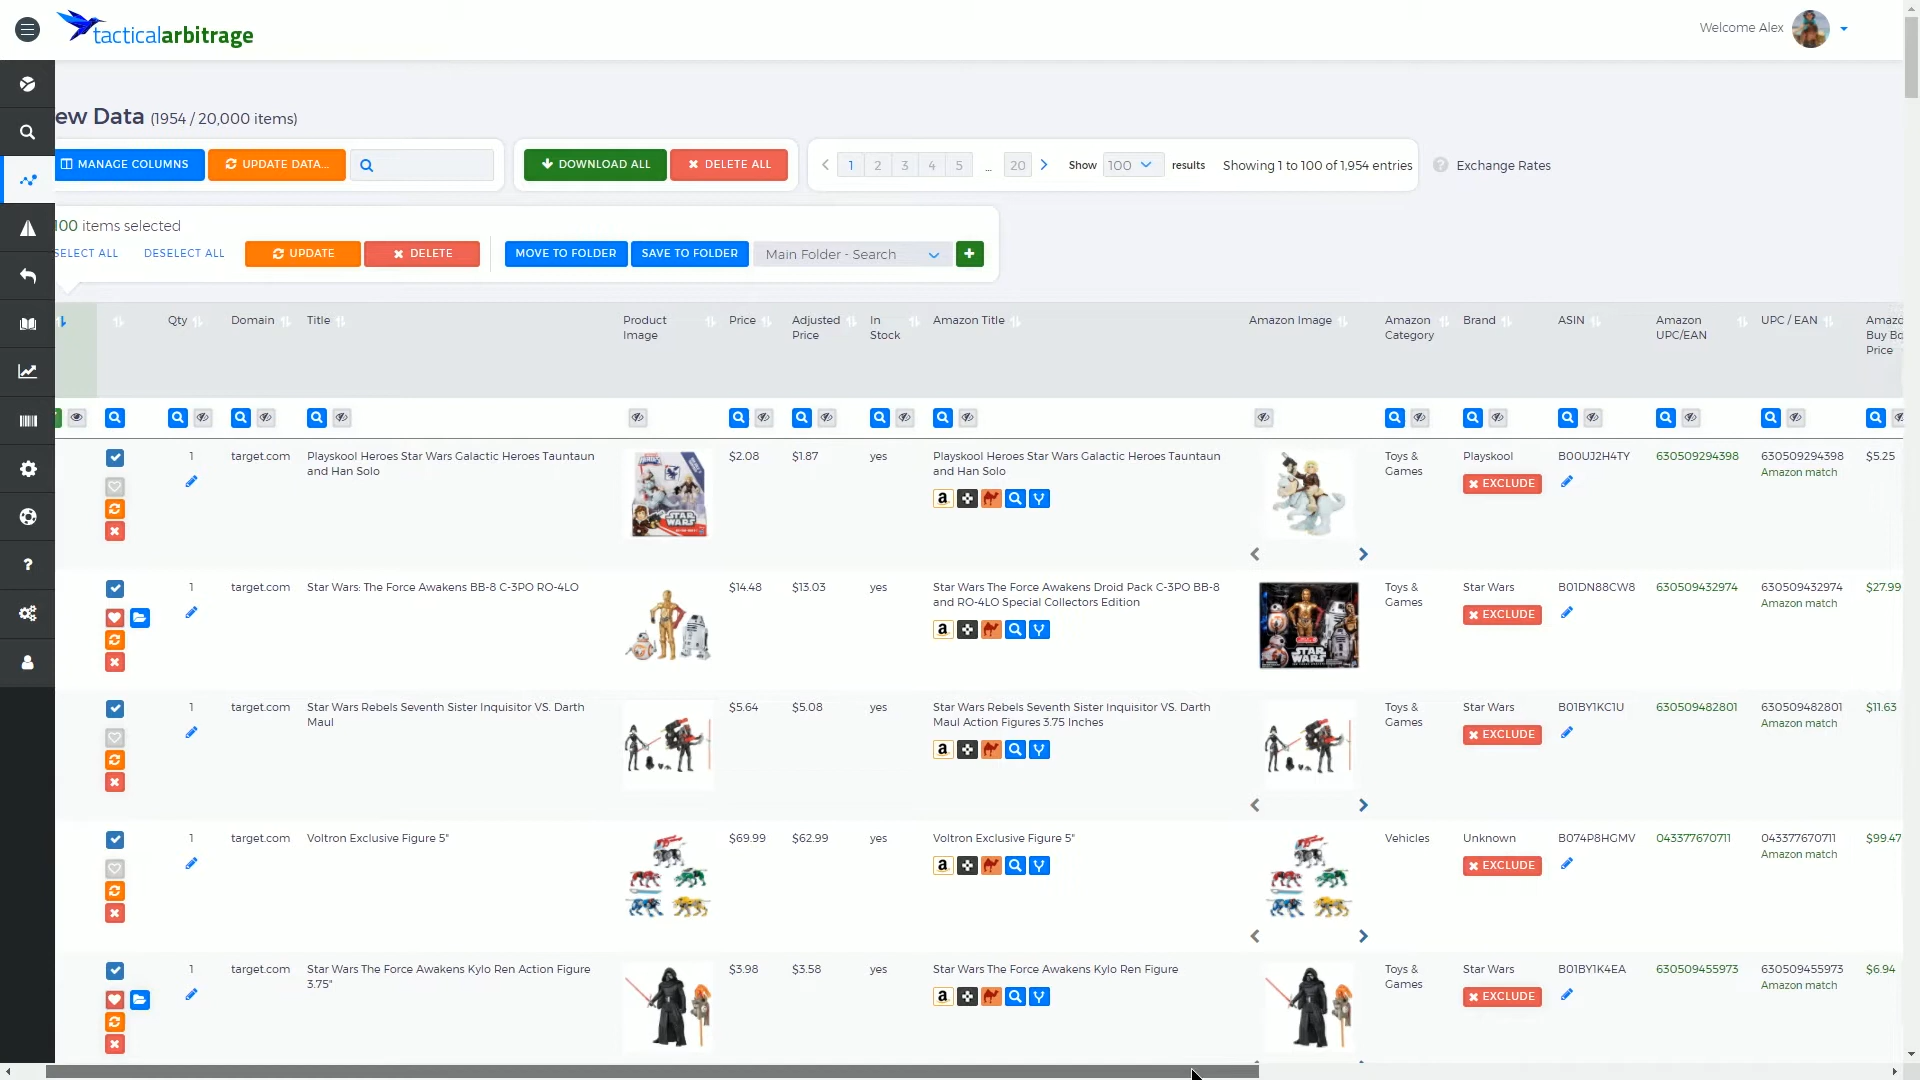 tacticalarbitrage
Welcome Alex
ew Data (1954 / 20,000 items)
MANAGE COLUMNS
UPDATE DATA...
DOWNLOAD ALL
DELETE ALL
1 2 3 4 5 ... 20
Show 100 results
Showing 1 to 100 of 1,954 entries
Exchange Rates
100 items selected
SELECT ALL
DESELECT ALL
UPDATE
DELETE
MOVE TO FOLDER
SAVE TO FOLDER
Main Folder - Search
Qty
Domain
Title
Product
Image
Price
Adjusted
Price
In
Stock
Amazon Title
Amazon Image
Amazon
Category
Brand
ASIN
Amazon
UPC/EAN
UPC / EAN
Amazo
Buy Bo
Price
1
target.com
Playskool Heroes Star Wars Galactic Heroes Tauntaun
and Han Solo
STAR WARS
$2.08
$1.87
yes
Playskool Heroes Star Wars Galactic Heroes Tauntaun
and Han Solo
a
Toys &
Games
Playskool
EXCLUDE
B00UJ2H4TY
630509294398
630509294398
Amazon match
$5.25
1
target.com
Star Wars: The Force Awakens BB-8 C-3PO RO-4LO
$14.48
$13.03
yes
Star Wars The Force Awakens Droid Pack C-3PO BB-8
and RO-4LO Special Collectors Edition
a
STAR WARS
Toys &
Games
Star Wars
EXCLUDE
B01DN88CW8
630509432974
630509432974
Amazon match
$27.99
1
target.com
Star Wars Rebels Seventh Sister Inquisitor VS. Darth
Maul
$5.64
$5.08
yes
Star Wars Rebels Seventh Sister Inquisitor VS. Darth
Maul Action Figures 3.75 Inches
a
Toys &
Games
Star Wars
EXCLUDE
B01BY1KC1U
630509482801
630509482801
Amazon match
$11.63
1
target.com
Voltron Exclusive Figure 5"
$69.99
$62.99
yes
Voltron Exclusive Figure 5"
a
Vehicles
Unknown
EXCLUDE
B074P8HGMV
043377670711
043377670711
Amazon match
$99.47
1
target.com
Star Wars The Force Awakens Kylo Ren Action Figure
3.75"
$3.98
$3.58
yes
Star Wars The Force Awakens Kylo Ren Figure
a
Toys &
Games
Star Wars
EXCLUDE
B01BY1K4EA
630509455973
630509455973
Amazon match
$6.94